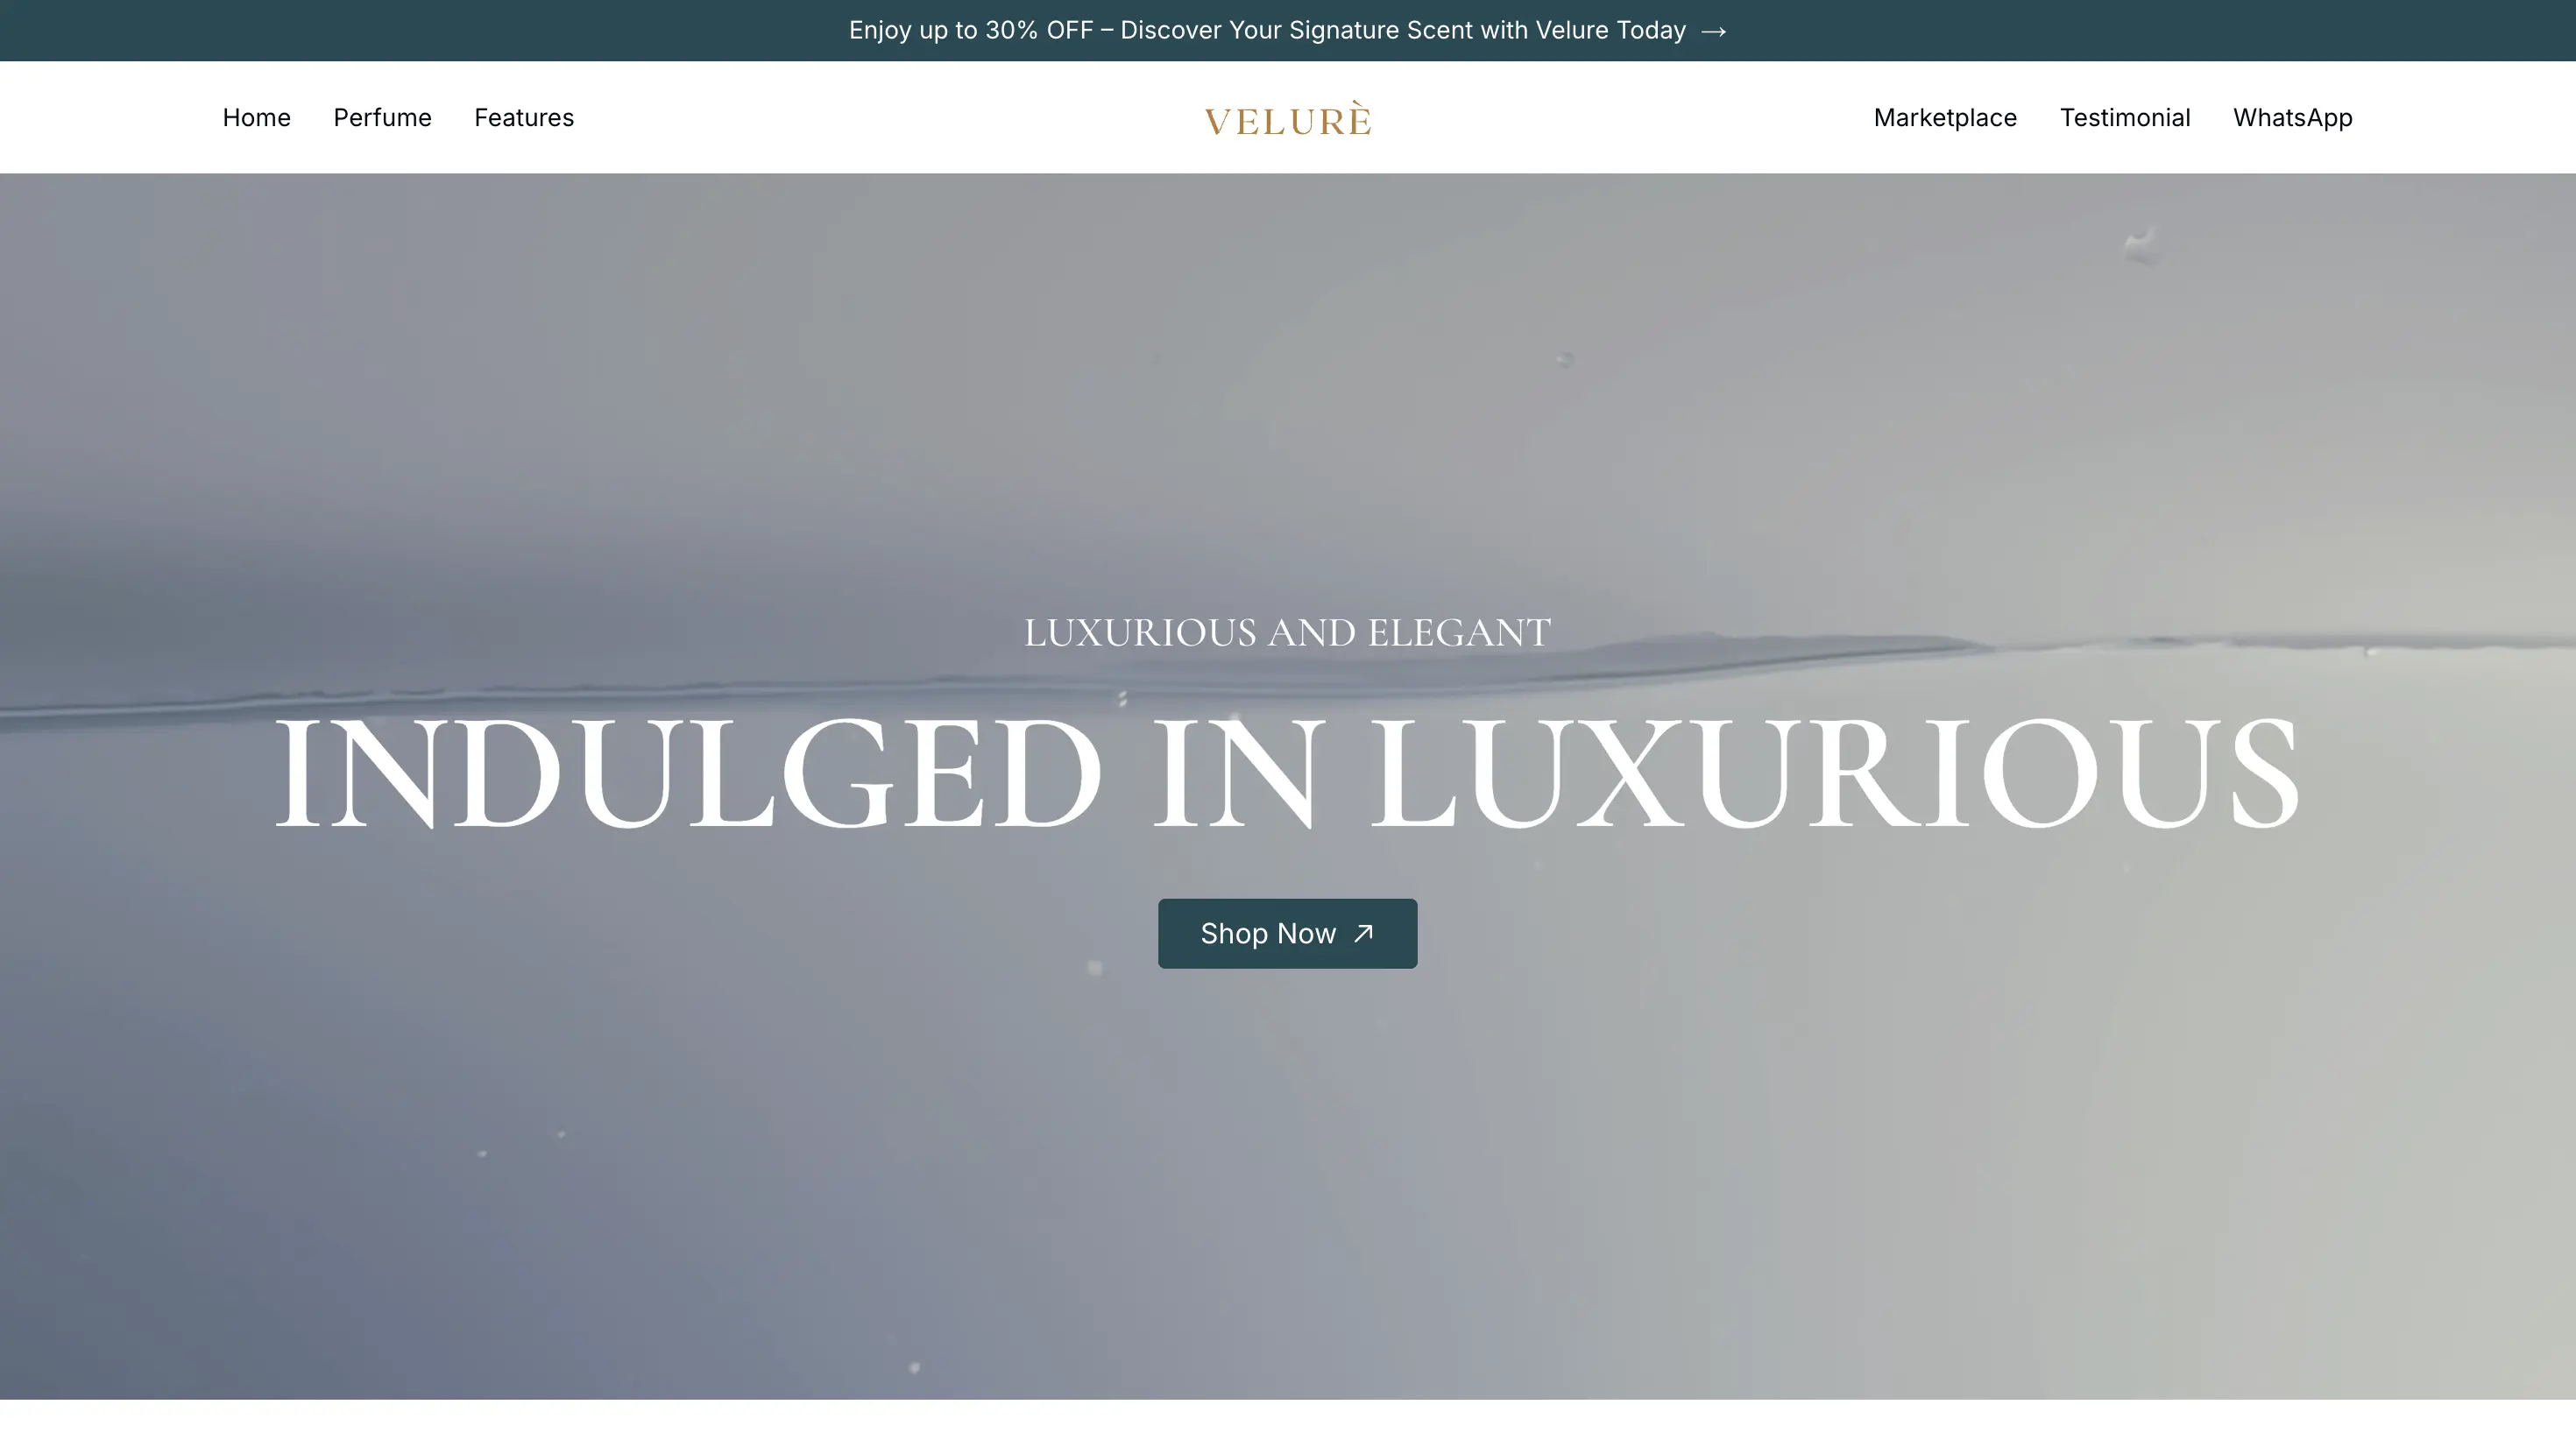 Enjoy up to 30% OFF – Discover Your Signature Scent with Velure Today →
Home Perfume Features VELURÈ Marketplace Testimonial WhatsApp
LUXURIOUS AND ELEGANT
INDULGED IN LUXURIOUS
Shop Now ↗